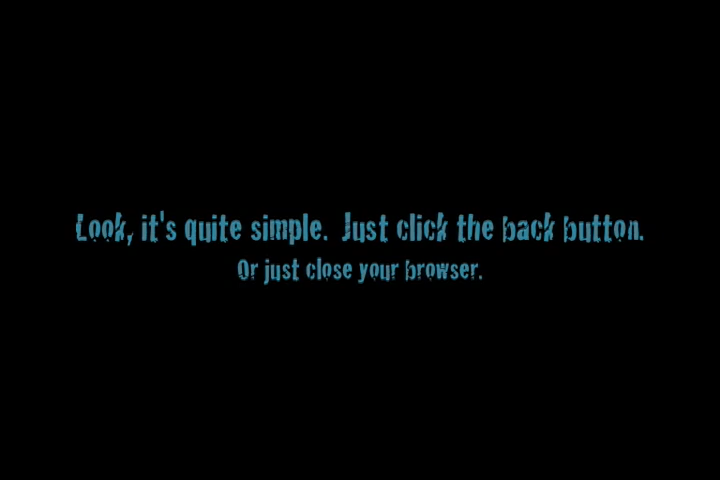 Look, it's quite simple. Just click the back button.
Or just close your browser.